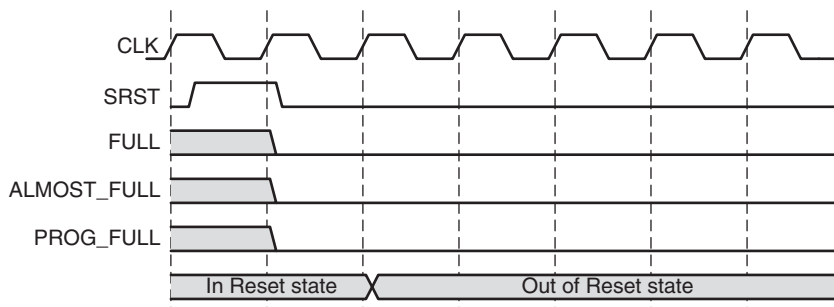 CLK
SRST
FULL
ALMOST_FULL
PROG_FULL
In Reset state
Out of Reset state